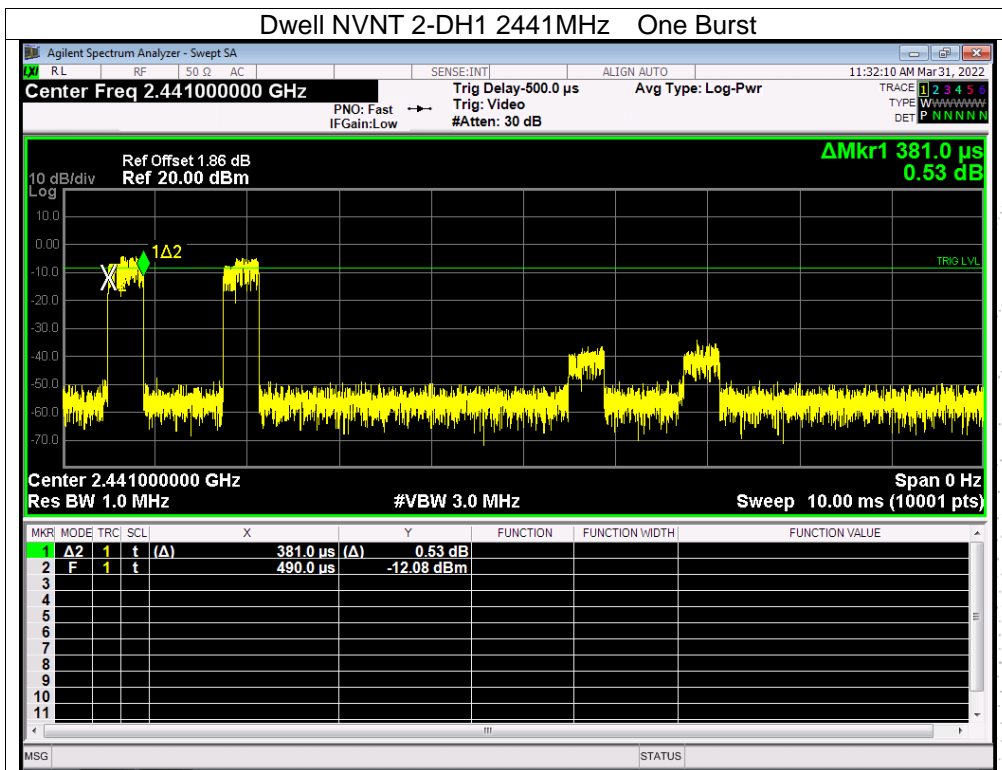 Dwell NVNT 2-DH1 2441MHz One Burst
Agilent Spectrum Analyzer - Swept SA
LXI RL RF 50 Ω AC SENSE:INT ALIGN AUTO 11:32:10 AM Mar 31, 2022
Center Freq 2.441000000 GHz
PNO: Fast
IFGain:Low
Trig Delay-500.0 µs
Trig: Video
#Atten: 30 dB
Avg Type: Log-Pwr
TRACE 1 2 3 4 5 6
TYPE WWWWWW
DET P N N N N N
ΔMkr1 381.0 µs
0.53 dB
Ref Offset 1.86 dB
10 dB/div Ref 20.00 dBm
Log
10.0
0.00
-10.0
-20.0
-30.0
-40.0
-50.0
-60.0
-70.0
1Δ2
TRIG LVL
Center 2.441000000 GHz Span 0 Hz
Res BW 1.0 MHz #VBW 3.0 MHz Sweep 10.00 ms (10001 pts)
MKR MODE TRC SCL X Y FUNCTION FUNCTION WIDTH FUNCTION VALUE
1 Δ2 1 t (Δ) 381.0 µs (Δ) 0.53 dB
2 F 1 t 490.0 µs -12.08 dBm
3
4
5
6
7
8
9
10
11
MSG STATUS